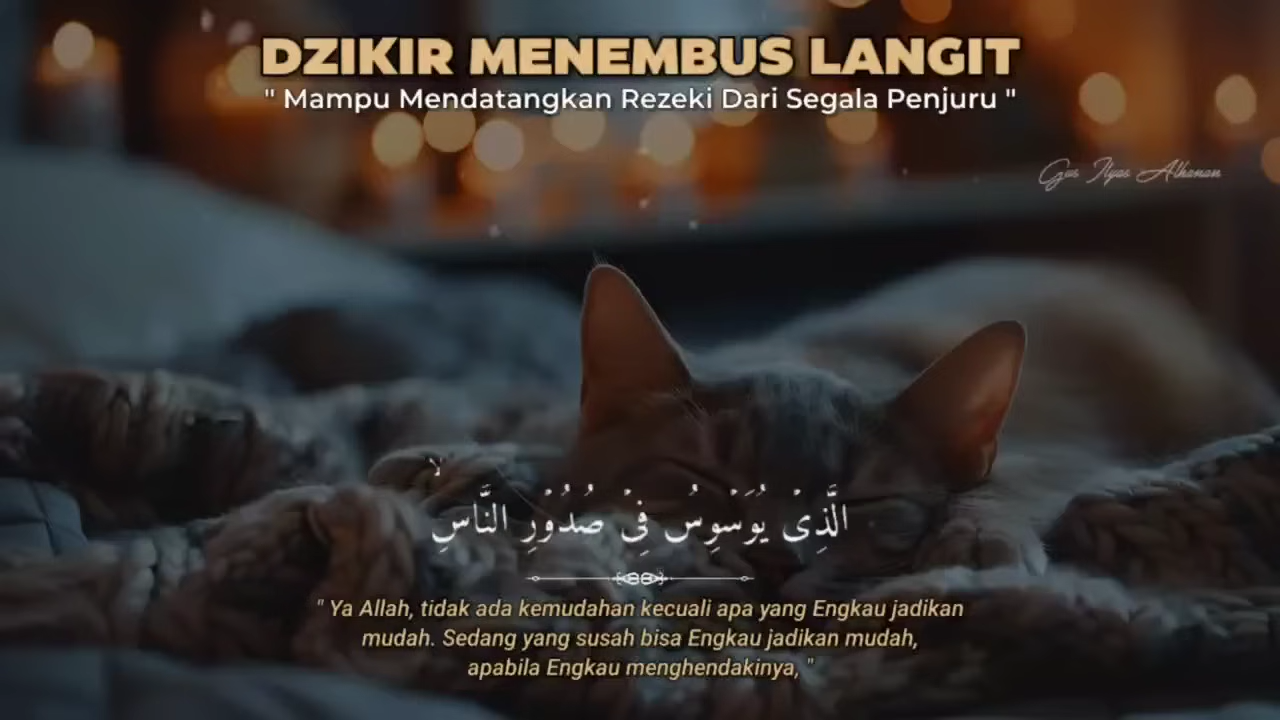 DZIKIR MENEMBUS LANGIT
" Mampu Mendatangkan Rezeki Dari Segala Penjuru "
Gus Ilyas Alhanan
الَّذِىْ يُوَسْوِسُ فِىْ صُدُوْرِ النَّاسِۙ
" Ya Allah, tidak ada kemudahan kecuali apa yang Engkau jadikan
mudah. Sedang yang susah bisa Engkau jadikan mudah,
apabila Engkau menghendakinya, "